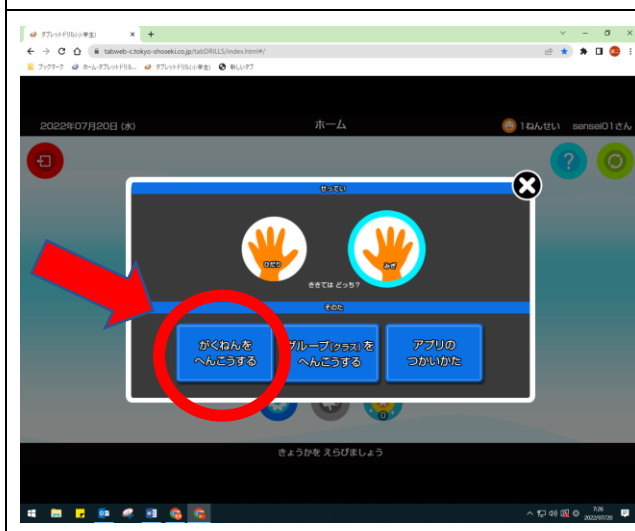 タブレットドリル(小学生)
tabweb-c.tokyo-shoseki.co.jp/tabDRILLS/index.html#/
ブックマーク ホーム-タブレットドリル... タブレットドリル(小学生) 新しいタブ
2022年07月20日 (水) ホーム 1ねんせい sensei01さん
せってい
ひだり みぎ
ききては どっち?
そのた
がくねんを
へんこうする
グループ(クラス)を
へんこうする
アプリの
つかいかた
きょうかを えらびましょう
7:26
2022/07/20